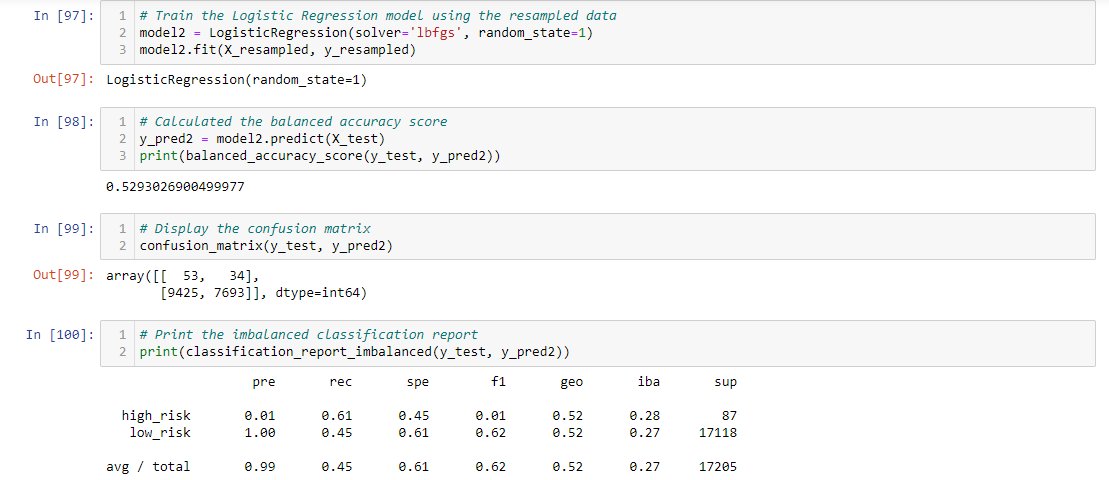 In [97]: 1 # Train the Logistic Regression model using the resampled data
2 model2 = LogisticRegression(solver='lbfgs', random_state=1)
3 model2.fit(X_resampled, y_resampled)
Out[97]: LogisticRegression(random_state=1)
In [98]: 1 # Calculated the balanced accuracy score
2 y_pred2 = model2.predict(X_test)
3 print(balanced_accuracy_score(y_test, y_pred2))
0.5293026900499977
In [99]: 1 # Display the confusion matrix
2 confusion_matrix(y_test, y_pred2)
Out[99]: array([[ 53, 34],
[9425, 7693]], dtype=int64)
In [100]: 1 # Print the imbalanced classification report
2 print(classification_report_imbalanced(y_test, y_pred2))
pre rec spe f1 geo iba sup
high_risk 0.01 0.61 0.45 0.01 0.52 0.28 87
low_risk 1.00 0.45 0.61 0.62 0.52 0.27 17118
avg / total 0.99 0.45 0.61 0.62 0.52 0.27 17205